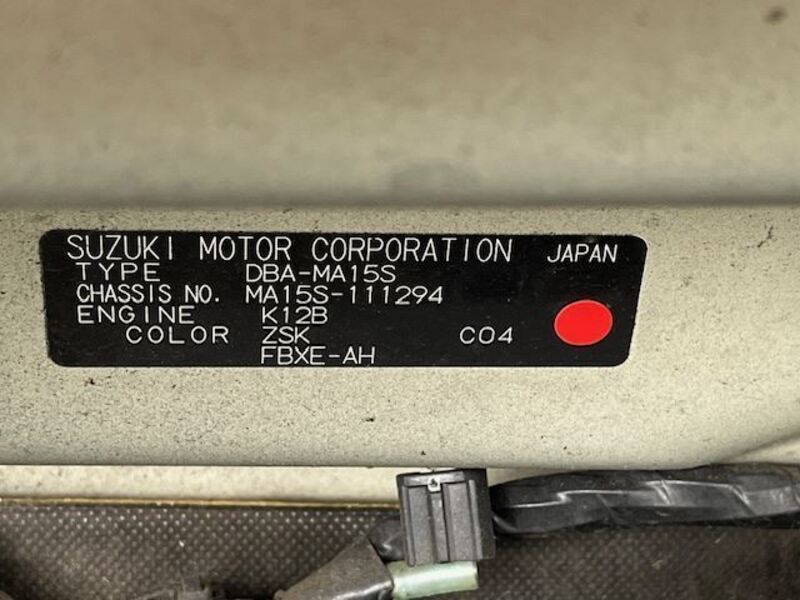 SUZUKI MOTOR CORPORATION JAPAN
TYPE DBA-MA15S
CHASSIS NO. MA15S-111294
ENGINE K12B
COLOR ZSK C04
FBXE-AH